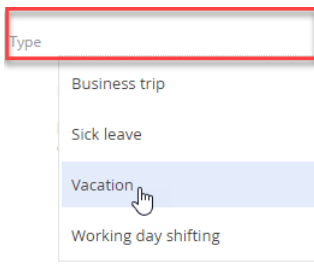 Type
Business trip
Sick leave
Vacation
Working day shifting